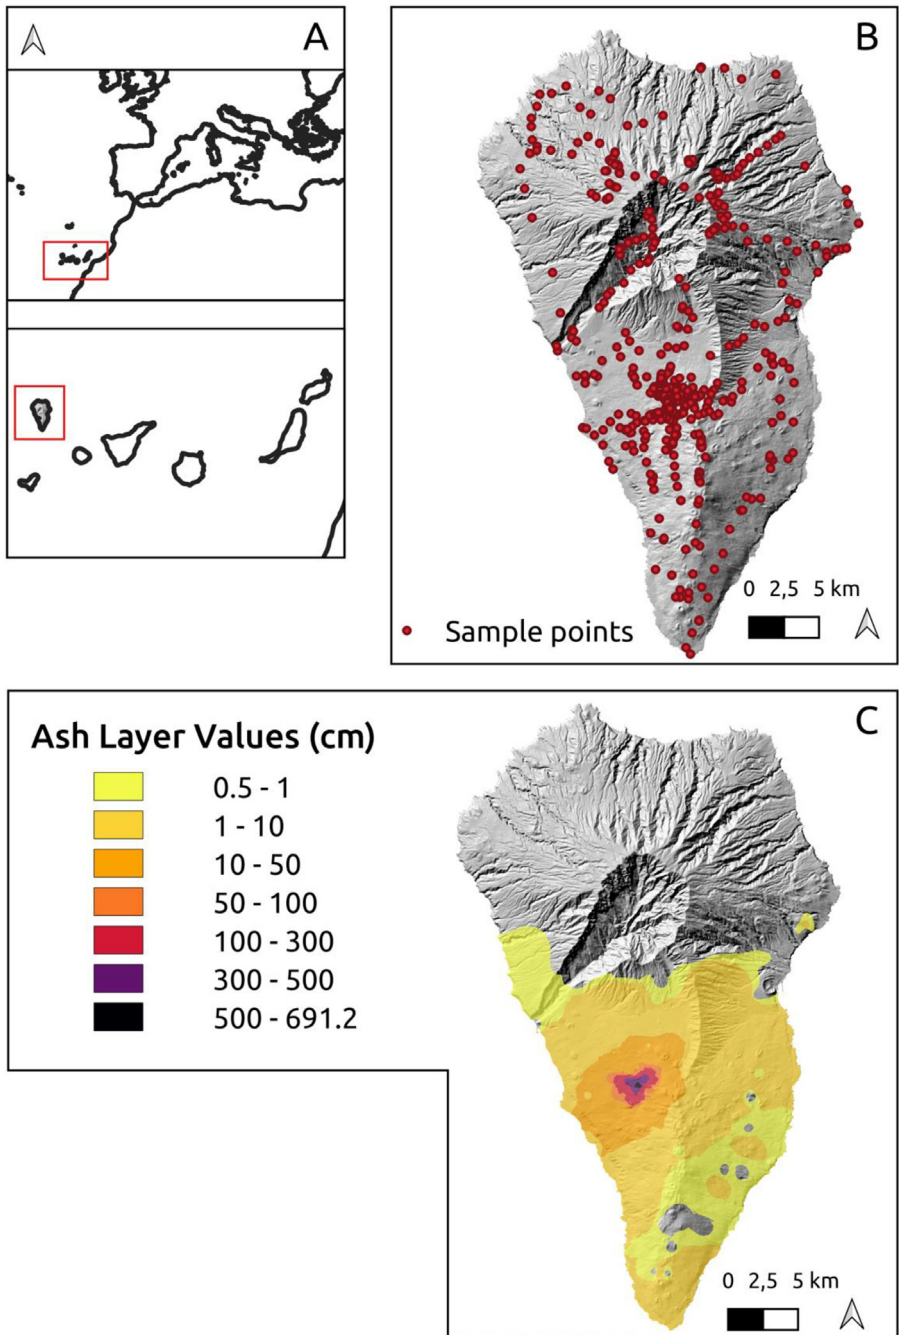 A
B
0 2,5 5 km
Sample points
C
Ash Layer Values (cm)
0.5 - 1
1 - 10
10 - 50
50 - 100
100 - 300
300 - 500
500 - 691.2
0 2,5 5 km